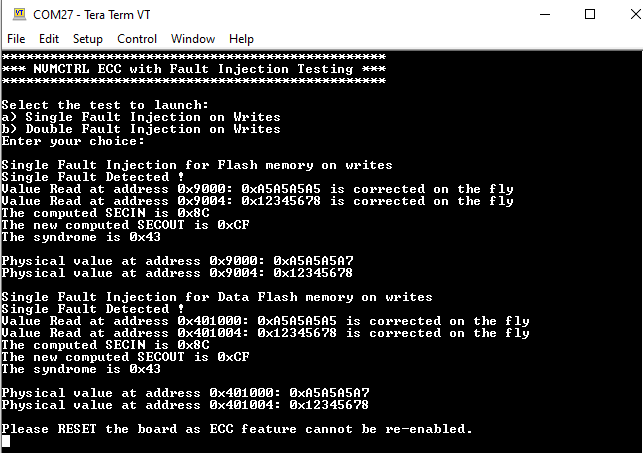 COM27 - Tera Term VT
File Edit Setup Control Window Help
************************************************
*** NVMCTRL ECC with Fault Injection Testing ***
************************************************
Select the test to launch:
a) Single Fault Injection on Writes
b) Double Fault Injection on Writes
Enter your choice:
Single Fault Injection for Flash memory on writes
Single Fault Detected !
Value Read at address 0x9000: 0xA5A5A5A5 is corrected on the fly
Value Read at address 0x9004: 0x12345678 is corrected on the fly
The computed SECIN is 0x8C
The new computed SECOUT is 0xCF
The syndrome is 0x43
Physical value at address 0x9000: 0xA5A5A5A7
Physical value at address 0x9004: 0x12345678
Single Fault Injection for Data Flash memory on writes
Single Fault Detected !
Value Read at address 0x401000: 0xA5A5A5A5 is corrected on the fly
Value Read at address 0x401004: 0x12345678 is corrected on the fly
The computed SECIN is 0x8C
The new computed SECOUT is 0xCF
The syndrome is 0x43
Physical value at address 0x401000: 0xA5A5A5A7
Physical value at address 0x401004: 0x12345678
Please RESET the board as ECC feature cannot be re-enabled.